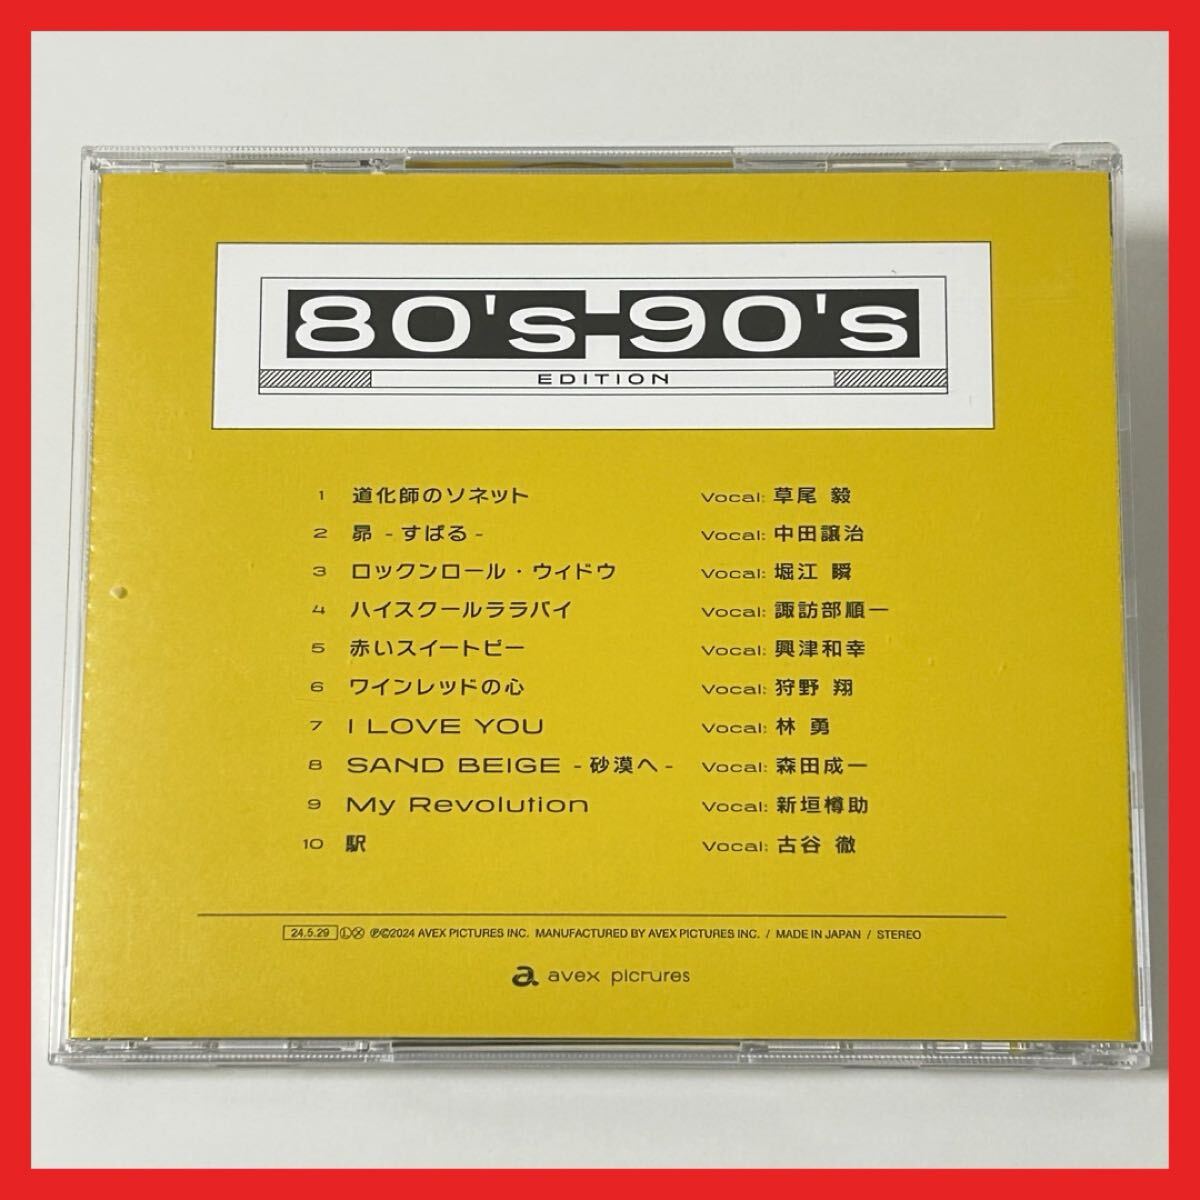 80's-90's
EDITION
1 道化師のソネット Vocal: 草尾 毅
2 昴 - すばる - Vocal: 中田譲治
3 ロックンロール・ウィドウ Vocal: 堀江 瞬
4 ハイスクールララバイ Vocal: 諏訪部順一
5 赤いスイートピー Vocal: 興津和幸
6 ワインレッドの心 Vocal: 狩野 翔
7 I LOVE YOU Vocal: 林 勇
8 SAND BEIGE - 砂漠へ - Vocal: 森田成一
9 My Revolution Vocal: 新垣樽助
10 駅 Vocal: 古谷 徹
24.5.29 ⓁⓍ ℗©2024 AVEX PICTURES INC. MANUFACTURED BY AVEX PICTURES INC. / MADE IN JAPAN / STEREO
a avex pictures